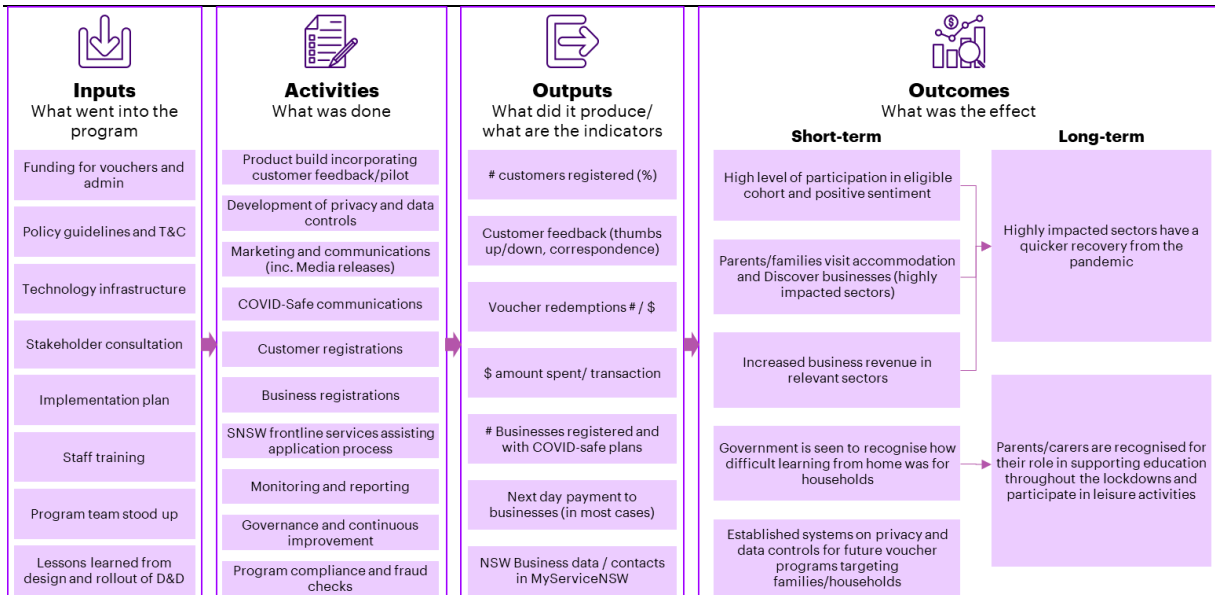 Inputs
What went into the
program
Funding for vouchers and
admin
Policy guidelines and T&C
Technology infrastructure
Stakeholder consultation
Implementation plan
Staff training
Program team stood up
Lessons learned from
design and rollout of D&D
Activities
What was done
Product build incorporating
customer feedback/pilot
Development of privacy and data
controls
Marketing and communications
(inc. Media releases)
COVID-Safe communications
Customer registrations
Business registrations
SNSW frontline services assisting
application process
Monitoring and reporting
Governance and continuous
improvement
Program compliance and fraud
checks
Outputs
What did it produce/
what are the indicators
# customers registered (%)
Customer feedback (thumbs
up/down, correspondence)
Voucher redemptions # / $
$ amount spent/ transaction
# Businesses registered and
with COVID-safe plans
Next day payment to
businesses (in most cases)
NSW Business data / contacts
in MyServiceNSW
$
Outcomes
What was the effect
Short-term
High level of participation in eligible
cohort and positive sentiment
Parents/families visit accommodation
and Discover businesses (highly
impacted sectors)
Increased business revenue in
relevant sectors
Government is seen to recognise how
difficult learning from home was for
households
Established systems on privacy and
data controls for future voucher
programs targeting
families/households
Long-term
Highly impacted sectors have a
quicker recovery from the
pandemic
Parents/carers are recognised for
their role in supporting education
throughout the lockdowns and
participate in leisure activities